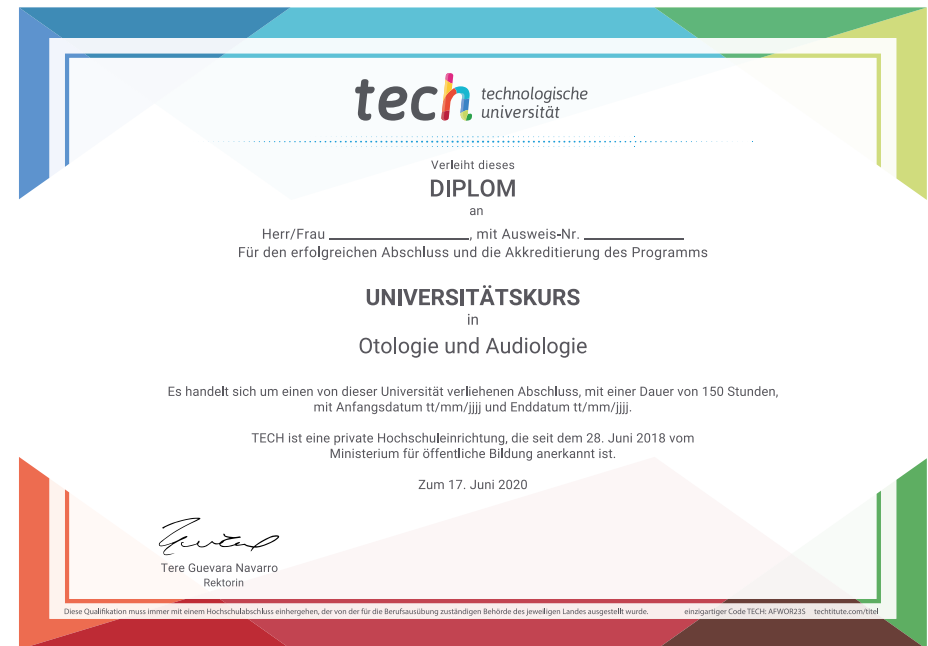 tech technologische
universität
Verleiht dieses
DIPLOM
an
Herr/Frau ____________________, mit Ausweis-Nr. ______________
Für den erfolgreichen Abschluss und die Akkreditierung des Programms
UNIVERSITÄTSKURS
in
Otologie und Audiologie
Es handelt sich um einen von dieser Universität verliehenen Abschluss, mit einer Dauer von 150 Stunden,
mit Anfangsdatum tt/mm/jjjj und Enddatum tt/mm/jjjj.
TECH ist eine private Hochschuleinrichtung, die seit dem 28. Juni 2018 vom
Ministerium für öffentliche Bildung anerkannt ist.
Zum 17. Juni 2020
Tere Guevara Navarro
Rektorin
Diese Qualifikation muss immer mit einem Hochschulabschluss einhergehen, der von der für die Berufsausübung zuständigen Behörde des jeweiligen Landes ausgestellt wurde. einzigartiger Code TECH: AFWOR23S techtitute.com/titel